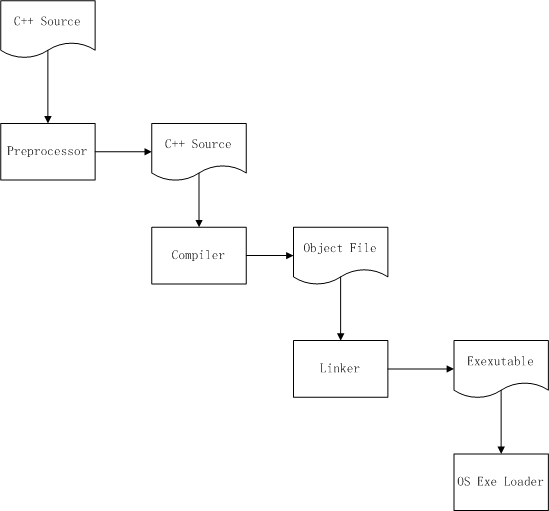 C++ Source
Preprocessor
C++ Source
Compiler
Object File
Linker
Exexutable
OS Exe Loader